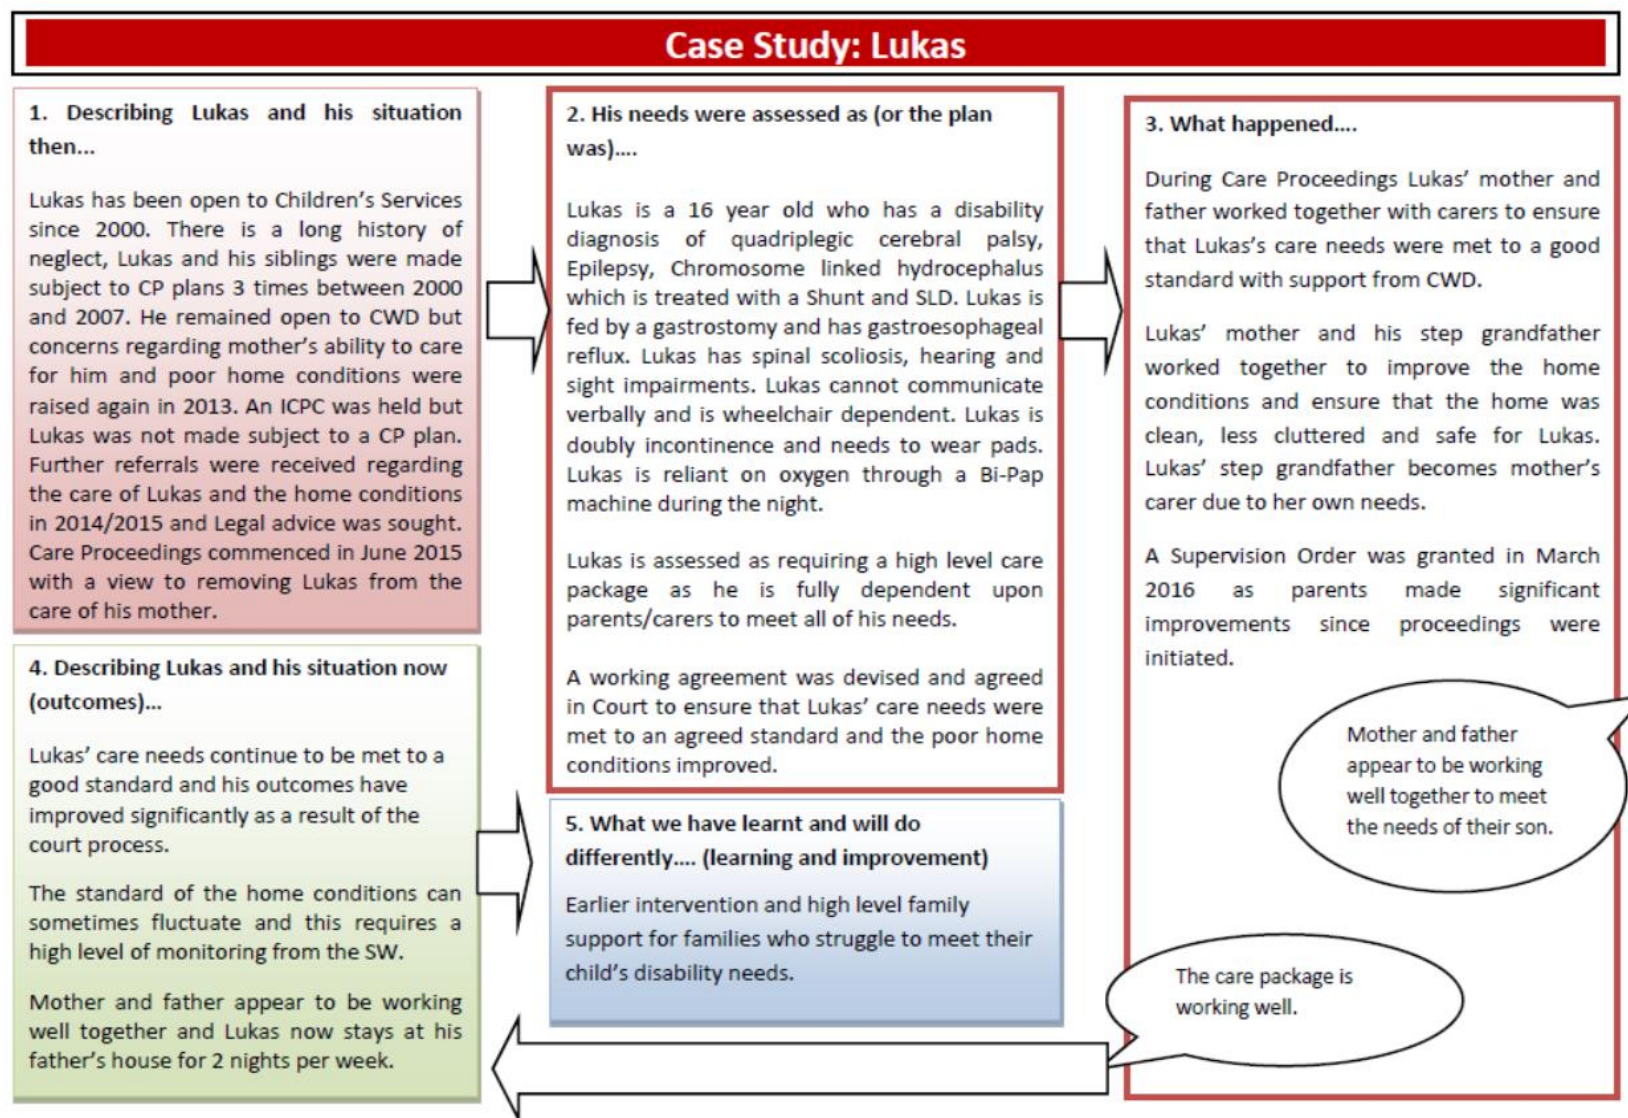 Case Study: Lukas
1. Describing Lukas and his situation
then...
Lukas has been open to Children's Services
since 2000. There is a long history of
neglect, Lukas and his siblings were made
subject to CP plans 3 times between 2000
and 2007. He remained open to CWD but
concerns regarding mother's ability to care
for him and poor home conditions were
raised again in 2013. An ICPC was held but
Lukas was not made subject to a CP plan.
Further referrals were received regarding
the care of Lukas and the home conditions
in 2014/2015 and Legal advice was sought.
Care Proceedings commenced in June 2015
with a view to removing Lukas from the
care of his mother.
2. His needs were assessed as (or the plan
was)....
Lukas is a 16 year old who has a disability
diagnosis of quadriplegic cerebral palsy,
Epilepsy, Chromosome linked hydrocephalus
which is treated with a Shunt and SLD. Lukas is
fed by a gastrostomy and has gastroesophageal
reflux. Lukas has spinal scoliosis, hearing and
sight impairments. Lukas cannot communicate
verbally and is wheelchair dependent. Lukas is
doubly incontinence and needs to wear pads.
Lukas is reliant on oxygen through a Bi-Pap
machine during the night.
Lukas is assessed as requiring a high level care
package as he is fully dependent upon
parents/carers to meet all of his needs.
A working agreement was devised and agreed
in Court to ensure that Lukas' care needs were
met to an agreed standard and the poor home
conditions improved.
3. What happened....
During Care Proceedings Lukas' mother and
father worked together with carers to ensure
that Lukas's care needs were met to a good
standard with support from CWD.
Lukas' mother and his step grandfather
worked together to improve the home
conditions and ensure that the home was
clean, less cluttered and safe for Lukas.
Lukas' step grandfather becomes mother's
carer due to her own needs.
A Supervision Order was granted in March
2016 as parents made significant
improvements since proceedings were
initiated.
Mother and father
appear to be working
well together to meet
the needs of their son.
The care package is
working well.
4. Describing Lukas and his situation now
(outcomes)...
Lukas' care needs continue to be met to a
good standard and his outcomes have
improved significantly as a result of the
court process.
The standard of the home conditions can
sometimes fluctuate and this requires a
high level of monitoring from the SW.
Mother and father appear to be working
well together and Lukas now stays at his
father's house for 2 nights per week.
5. What we have learnt and will do
differently.... (learning and improvement)
Earlier intervention and high level family
support for families who struggle to meet their
child's disability needs.